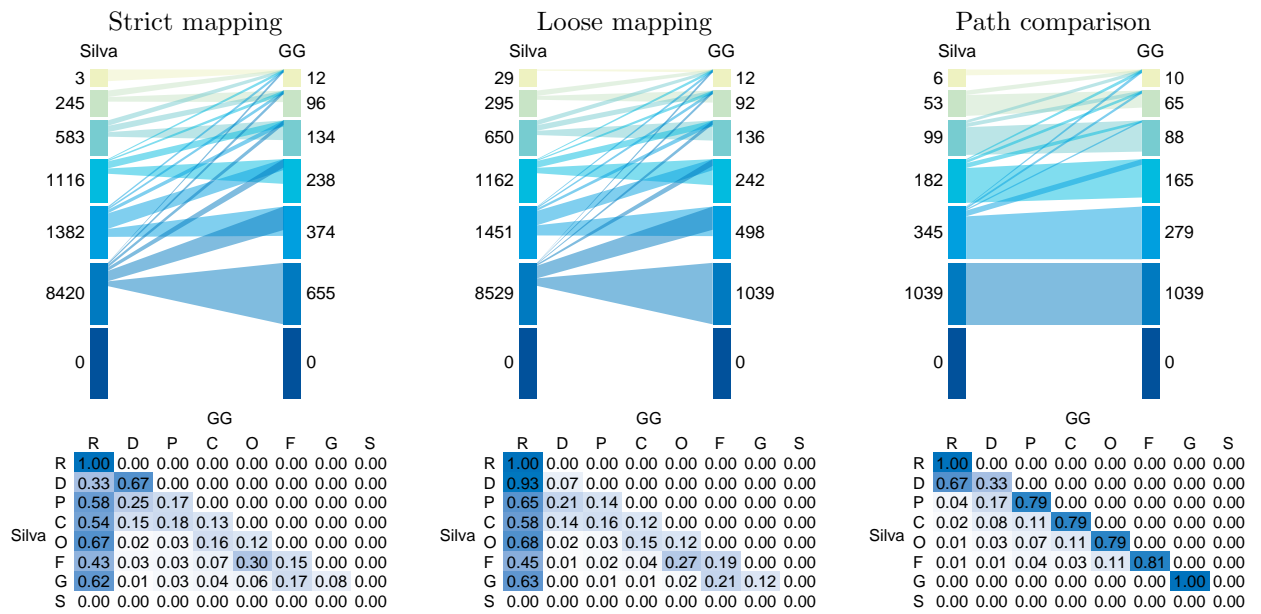 Strict mapping Loose mapping Path comparison
Silva GG Silva GG Silva GG
3 12 29 12 6 10
245 96 295 92 53 65
583 134 650 136 99 88
1116 238 1162 242 182 165
1382 374 1451 498 345 279
8420 655 8529 1039 1039 1039
0 0 0 0 0 0
GG GG GG
R D P C O F G S R D P C O F G S R D P C O F G S
R 1.00 0.00 0.00 0.00 0.00 0.00 0.00 0.00 R 1.00 0.00 0.00 0.00 0.00 0.00 0.00 0.00 R 1.00 0.00 0.00 0.00 0.00 0.00 0.00 0.00
D 0.33 0.67 0.00 0.00 0.00 0.00 0.00 0.00 D 0.93 0.07 0.00 0.00 0.00 0.00 0.00 0.00 D 0.67 0.33 0.00 0.00 0.00 0.00 0.00 0.00
P 0.58 0.25 0.17 0.00 0.00 0.00 0.00 0.00 P 0.65 0.21 0.14 0.00 0.00 0.00 0.00 0.00 P 0.04 0.17 0.79 0.00 0.00 0.00 0.00 0.00
Silva C 0.54 0.15 0.18 0.13 0.00 0.00 0.00 0.00 Silva C 0.58 0.14 0.16 0.12 0.00 0.00 0.00 0.00 Silva C 0.02 0.08 0.11 0.79 0.00 0.00 0.00 0.00
O 0.67 0.02 0.03 0.16 0.12 0.00 0.00 0.00 O 0.68 0.02 0.03 0.15 0.12 0.00 0.00 0.00 O 0.01 0.03 0.07 0.11 0.79 0.00 0.00 0.00
F 0.43 0.03 0.03 0.07 0.30 0.15 0.00 0.00 F 0.45 0.01 0.02 0.04 0.27 0.19 0.00 0.00 F 0.01 0.01 0.04 0.03 0.11 0.81 0.00 0.00
G 0.62 0.01 0.03 0.04 0.06 0.17 0.08 0.00 G 0.63 0.00 0.01 0.01 0.02 0.21 0.12 0.00 G 0.00 0.00 0.00 0.00 0.00 0.00 1.00 0.00
S 0.00 0.00 0.00 0.00 0.00 0.00 0.00 0.00 S 0.00 0.00 0.00 0.00 0.00 0.00 0.00 0.00 S 0.00 0.00 0.00 0.00 0.00 0.00 0.00 0.00